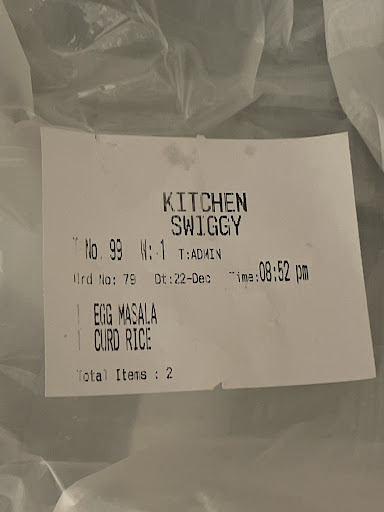 KITCHEN
SWIGGY
No. 99 W: 1 T:ADMIN
Ord No: 79 Dt:22-Dec Time:08:52 pm
1 EGG MASALA
1 CURD RICE
Total Items : 2